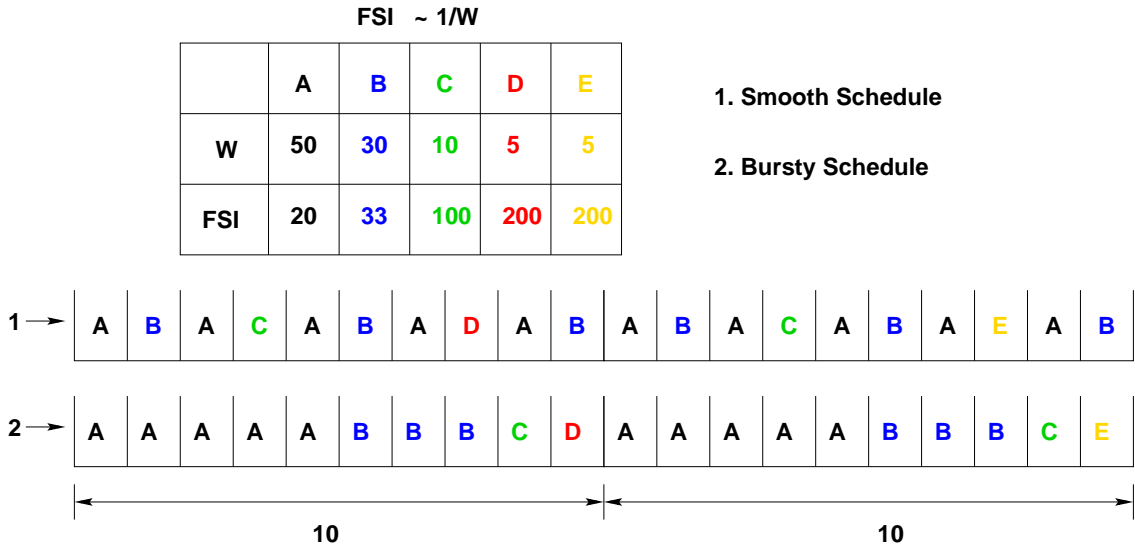 FSI ~ 1/W
A B C D E
W 50 30 10 5 5
FSI 20 33 100 200 200
1. Smooth Schedule
2. Bursty Schedule
1 A B A C A B A D A B A B A C A B A E A B
2 A A A A A B B B C D A A A A A B B B C E
10 10